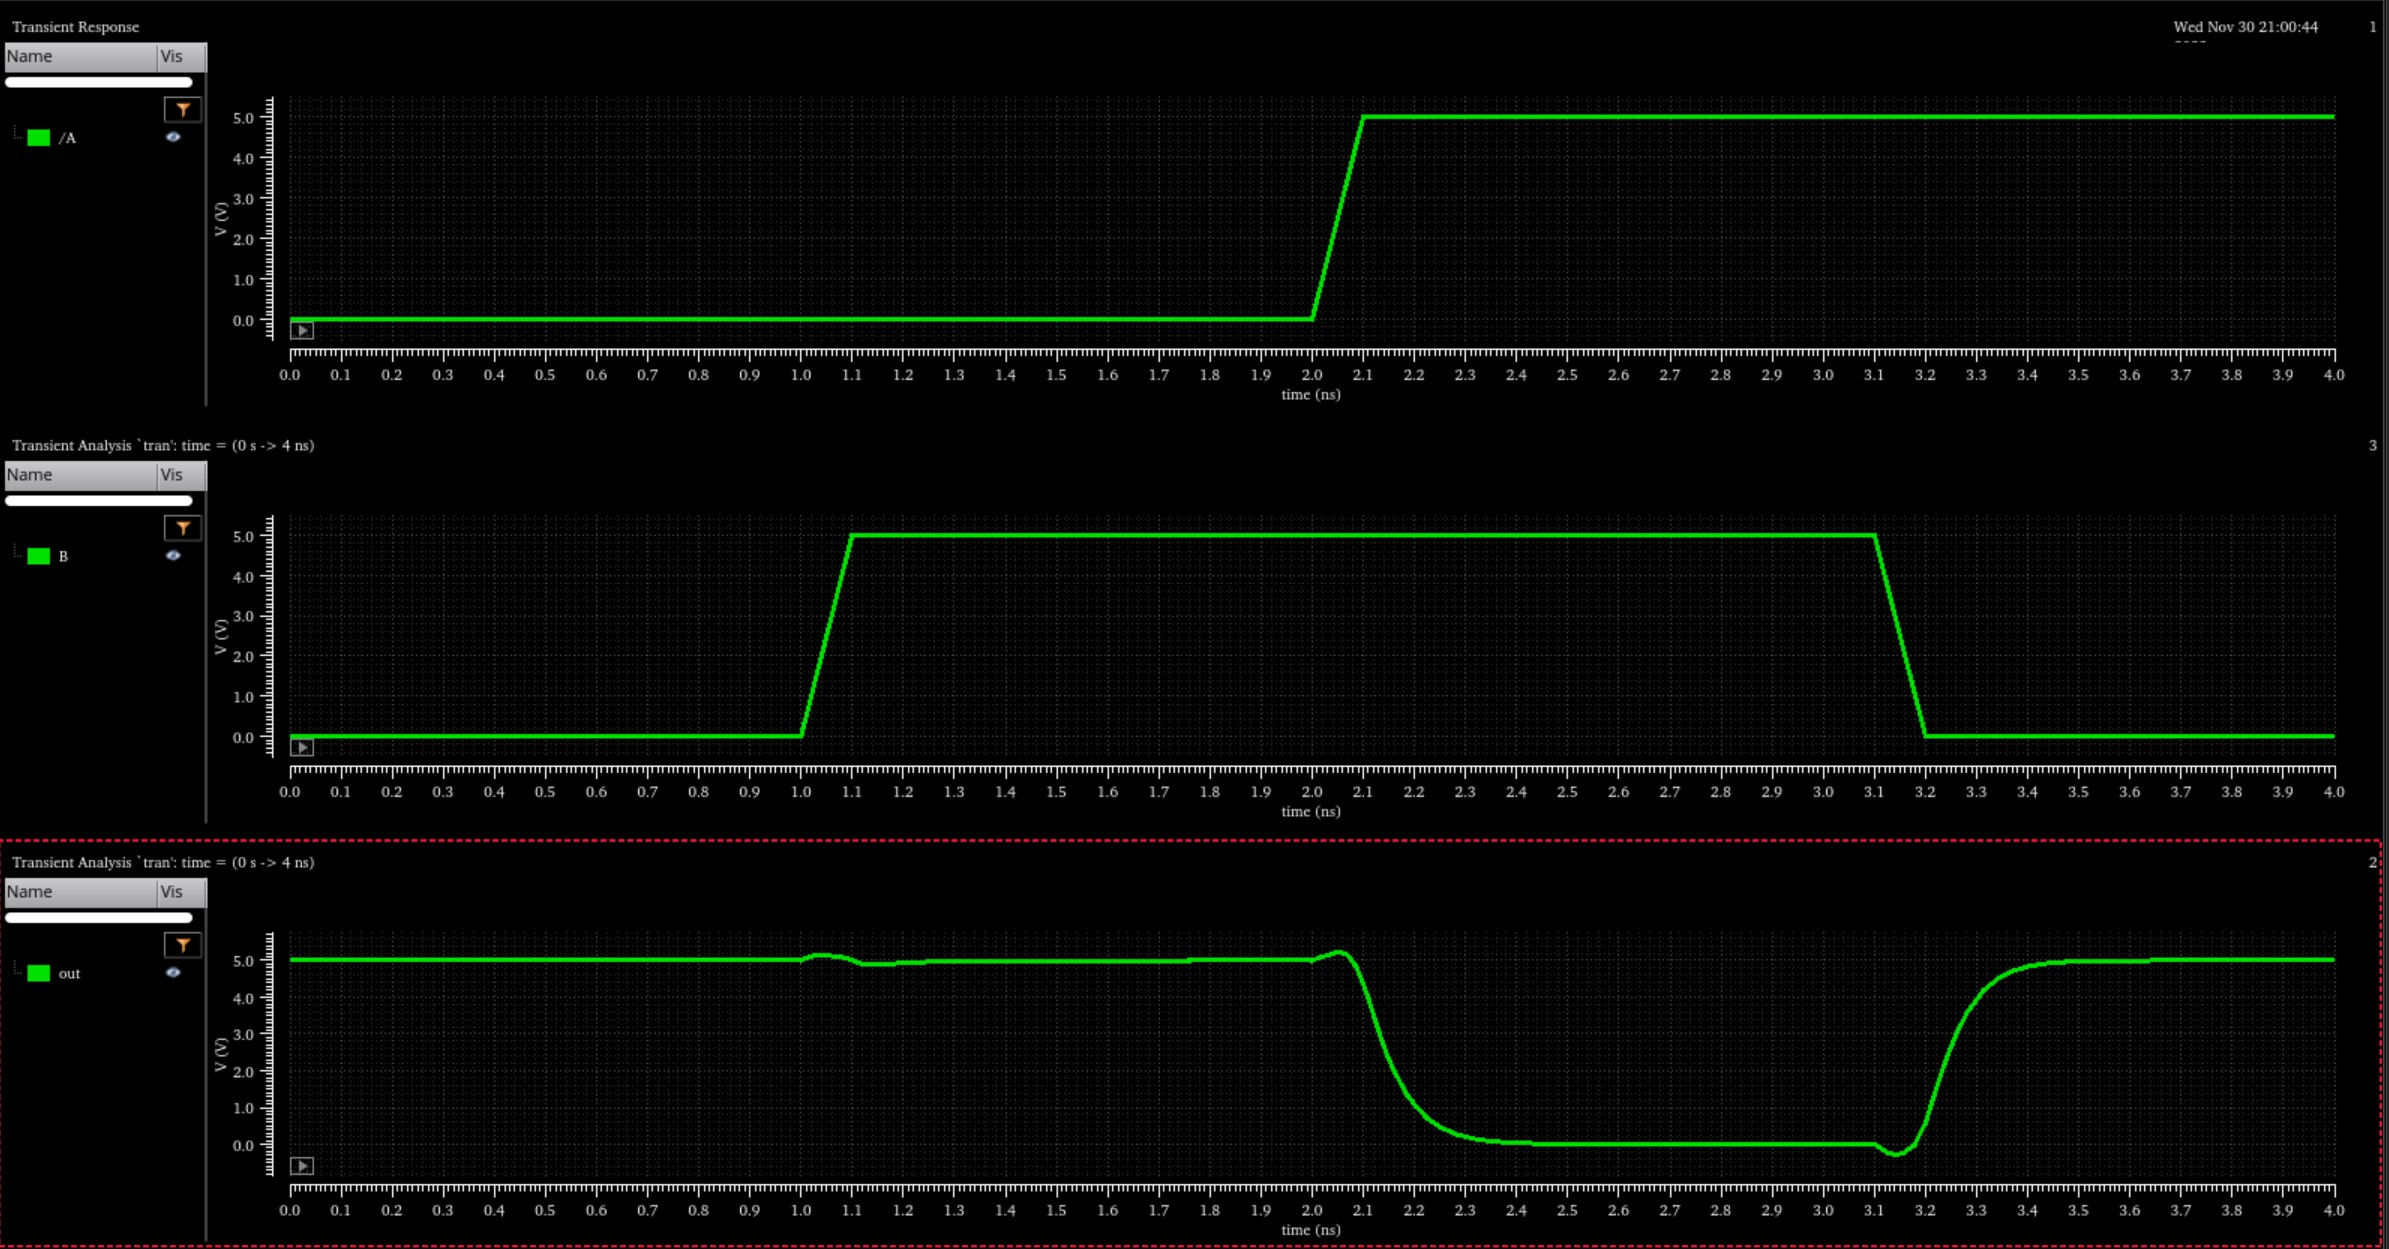 Transient Response Wed Nov 30 21:00:44 1
Name Vis
/A
5.0
4.0
3.0
2.0
1.0
0.0
V (V)
0.0 0.1 0.2 0.3 0.4 0.5 0.6 0.7 0.8 0.9 1.0 1.1 1.2 1.3 1.4 1.5 1.6 1.7 1.8 1.9 2.0 2.1 2.2 2.3 2.4 2.5 2.6 2.7 2.8 2.9 3.0 3.1 3.2 3.3 3.4 3.5 3.6 3.7 3.8 3.9 4.0
time (ns)
Transient Analysis `tran': time = (0 s -> 4 ns) 3
Name Vis
B
5.0
4.0
3.0
2.0
1.0
0.0
V (V)
0.0 0.1 0.2 0.3 0.4 0.5 0.6 0.7 0.8 0.9 1.0 1.1 1.2 1.3 1.4 1.5 1.6 1.7 1.8 1.9 2.0 2.1 2.2 2.3 2.4 2.5 2.6 2.7 2.8 2.9 3.0 3.1 3.2 3.3 3.4 3.5 3.6 3.7 3.8 3.9 4.0
time (ns)
Transient Analysis `tran': time = (0 s -> 4 ns) 2
Name Vis
out
5.0
4.0
3.0
2.0
1.0
0.0
V (V)
0.0 0.1 0.2 0.3 0.4 0.5 0.6 0.7 0.8 0.9 1.0 1.1 1.2 1.3 1.4 1.5 1.6 1.7 1.8 1.9 2.0 2.1 2.2 2.3 2.4 2.5 2.6 2.7 2.8 2.9 3.0 3.1 3.2 3.3 3.4 3.5 3.6 3.7 3.8 3.9 4.0
time (ns)